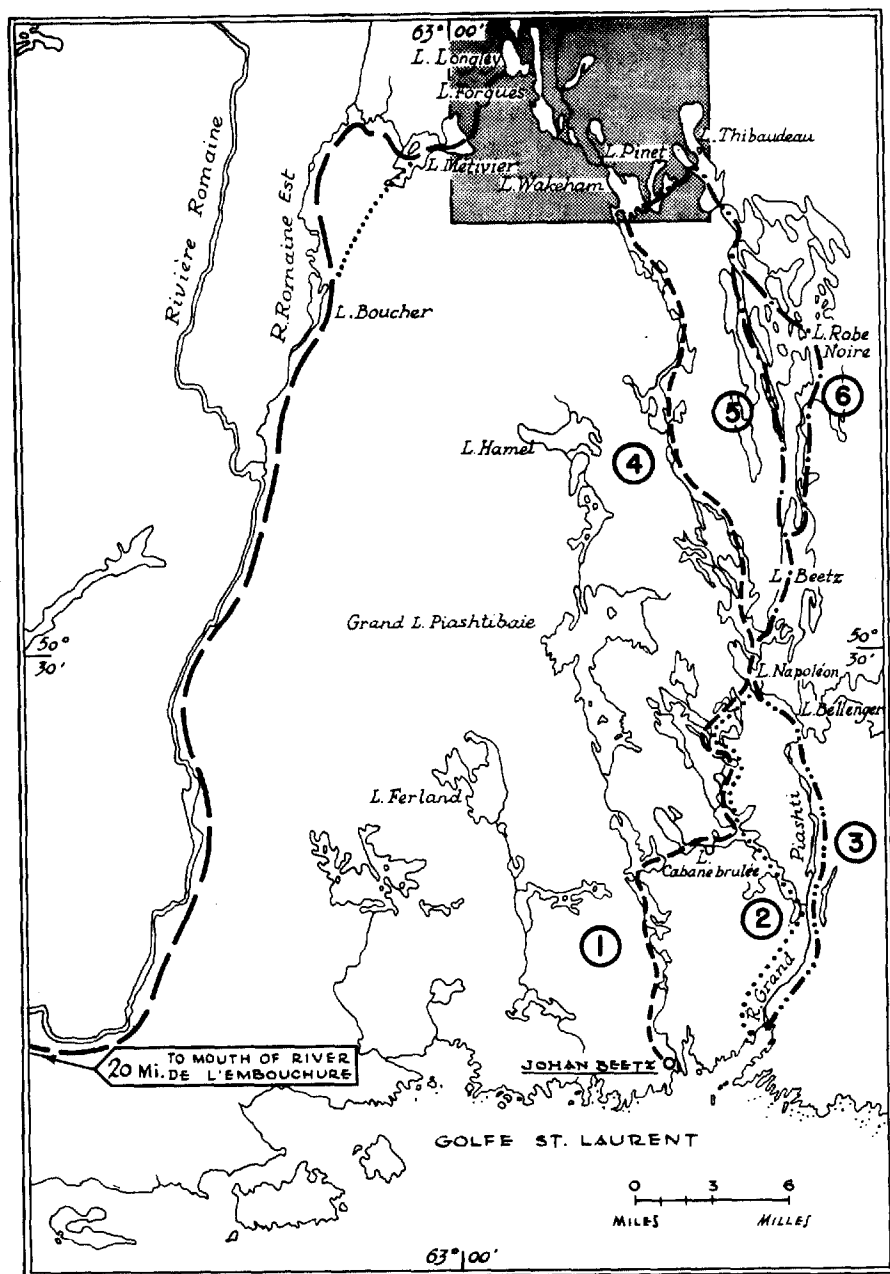 63° 00'
L. Longley
L. Forgues
L. Thibaudeau
L. Pinet
L. Métivier
L. Wakeham
Rivière Romaine
R. Romaine Est
L. Boucher
L. Robe
Noire
6
5
4
L. Hamel
L. Beetz
Grand L. Piashtibaie
50°
30'
50°
30'
L. Napoléon
L. Bellenger
L. Ferland
Piashti
3
L.
Cabanebrulée
2
1
R. Grand
20 Mi. TO MOUTH OF RIVER
DE L'EMBOUCHURE
JOHAN BEETZ
GOLFE ST. LAURENT
0 3 6
MILES MILLES
63° 00'